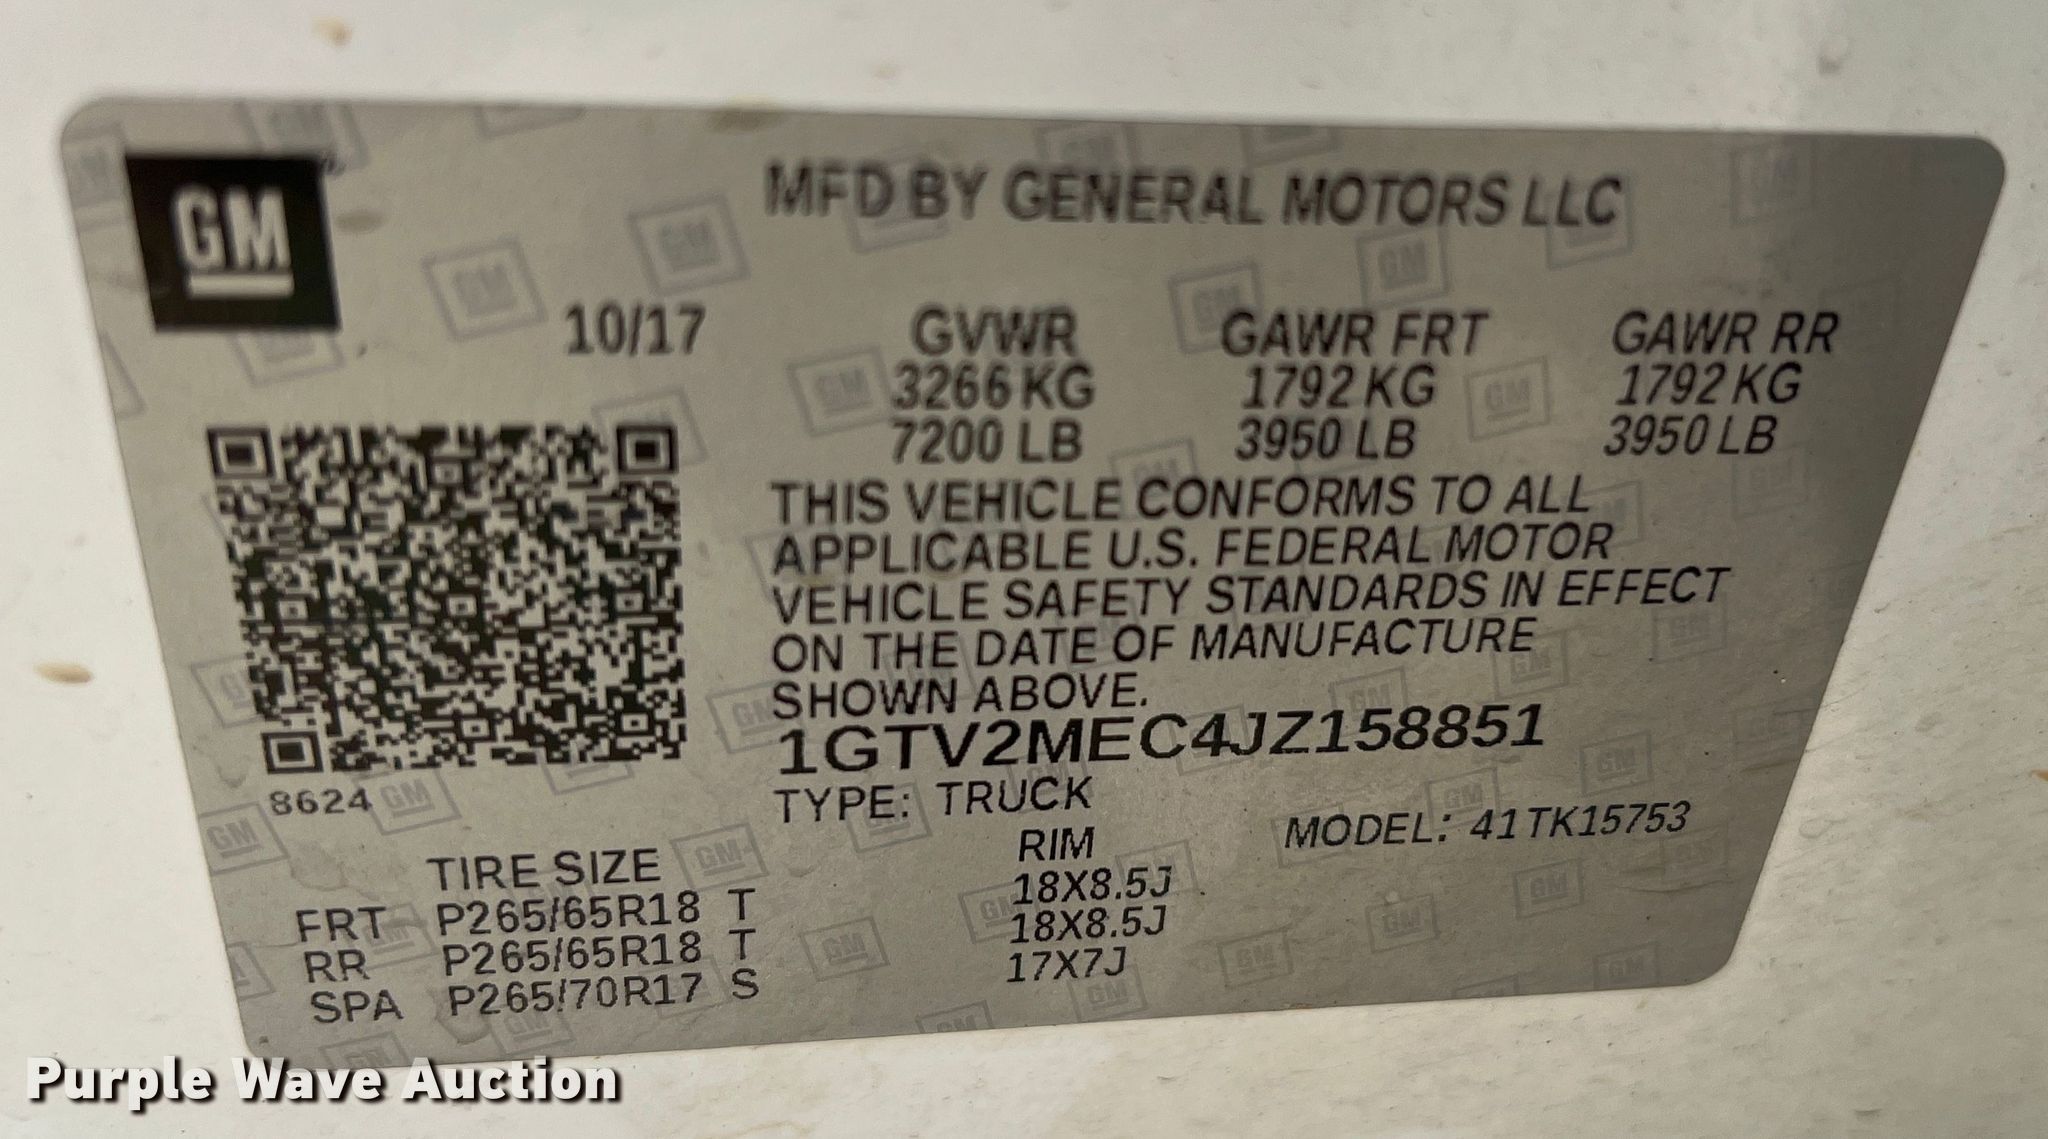 GM
MFD BY GENERAL MOTORS LLC
10/17
GVWR GAWR FRT GAWR RR
3266 KG 1792 KG 1792 KG
7200 LB 3950 LB 3950 LB
THIS VEHICLE CONFORMS TO ALL
APPLICABLE U.S. FEDERAL MOTOR
VEHICLE SAFETY STANDARDS IN EFFECT
ON THE DATE OF MANUFACTURE
SHOWN ABOVE.
1GTV2MEC4JZ158851
8624
TYPE: TRUCK
MODEL: 41TK15753
TIRE SIZE RIM
FRT P265/65R18 T 18X8.5J
RR P265/65R18 T 18X8.5J
SPA P265/70R17 S 17X7J
Purple Wave Auction